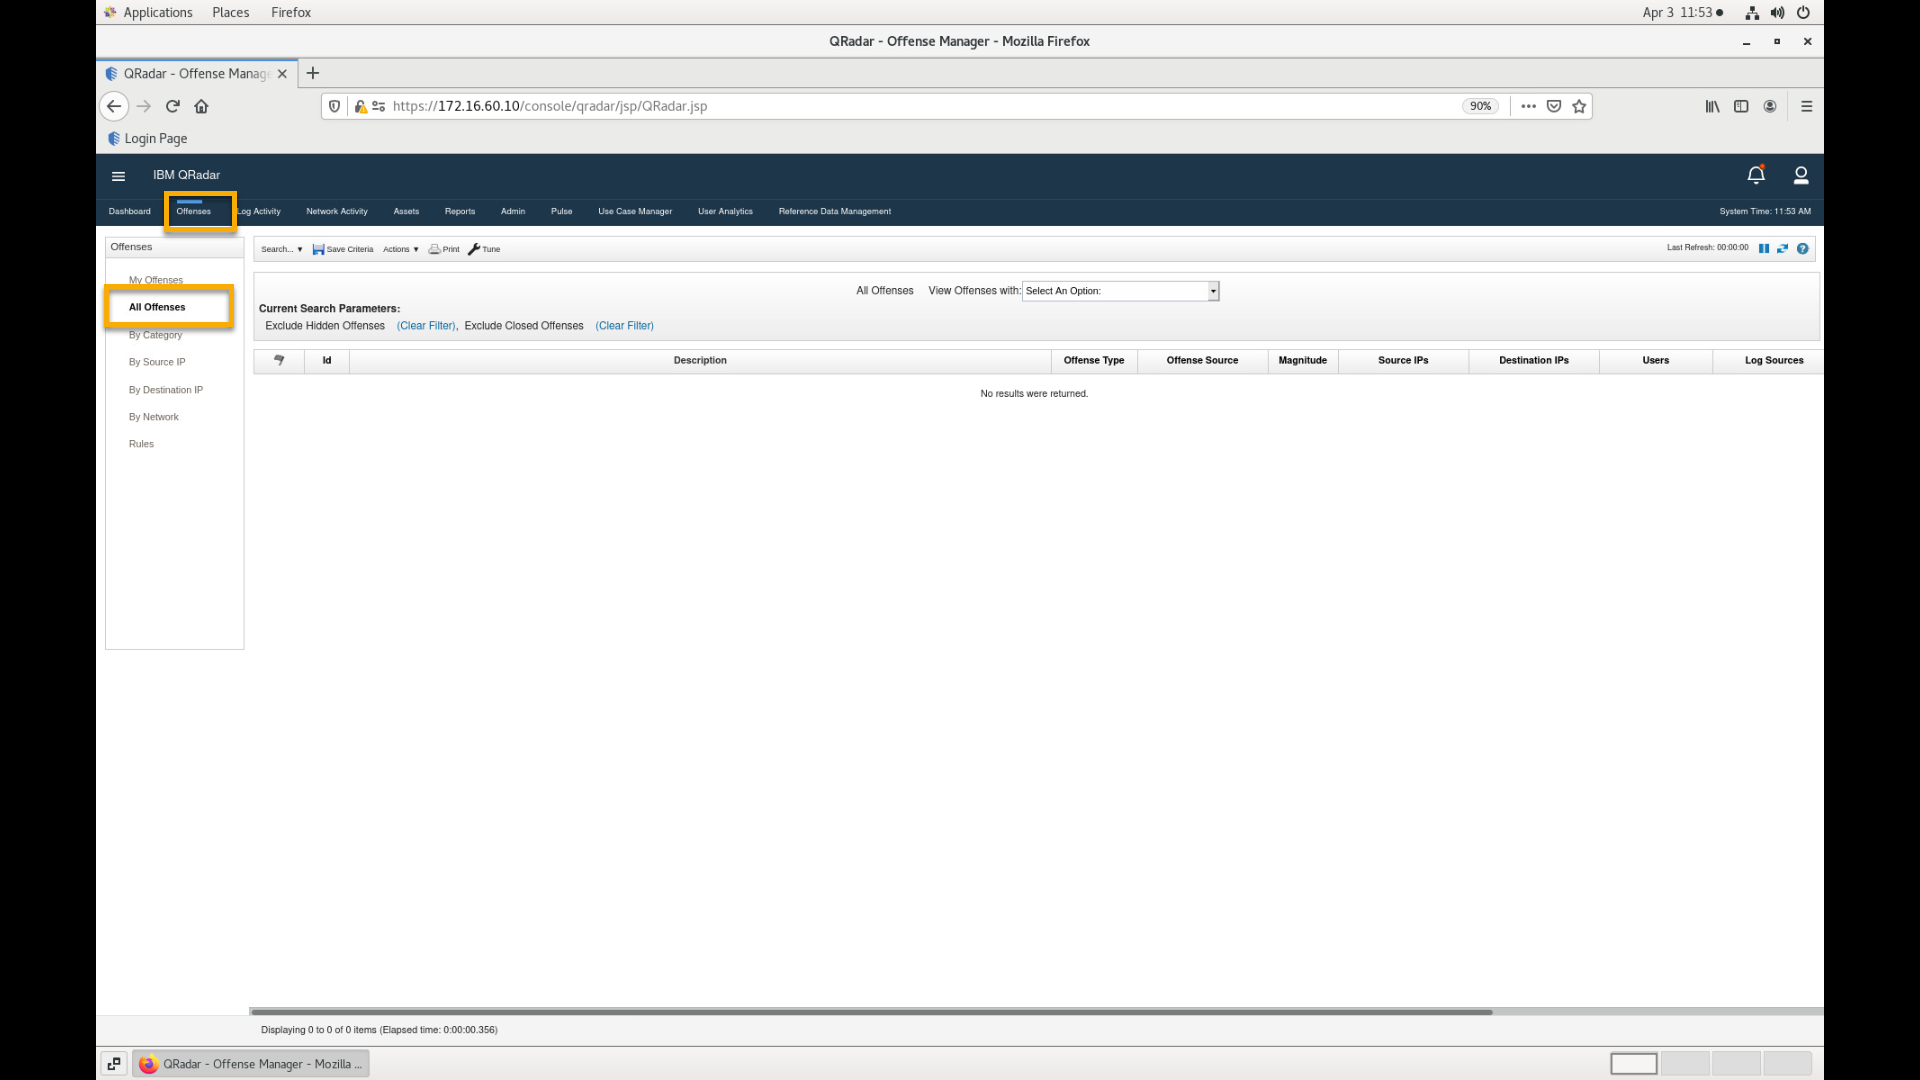 Applications Places Firefox Apr 3 11:53
QRadar - Offense Manager - Mozilla Firefox
QRadar - Offense Manage
https://172.16.60.10/console/qradar/jsp/QRadar.jsp 90%
Login Page
IBM QRadar
Dashboard Offenses Log Activity Network Activity Assets Reports Admin Pulse Use Case Manager User Analytics Reference Data Management System Time: 11:53 AM
Offenses
My Offenses
All Offenses
By Category
By Source IP
By Destination IP
By Network
Rules
Search... Save Criteria Actions Print Tune Last Refresh: 00:00:00
All Offenses View Offenses with: Select An Option:
Current Search Parameters:
Exclude Hidden Offenses (Clear Filter), Exclude Closed Offenses (Clear Filter)
Id Description Offense Type Offense Source Magnitude Source IPs Destination IPs Users Log Sources
No results were returned.
Displaying 0 to 0 of 0 items (Elapsed time: 0:00:00.356)
QRadar - Offense Manager - Mozilla ...